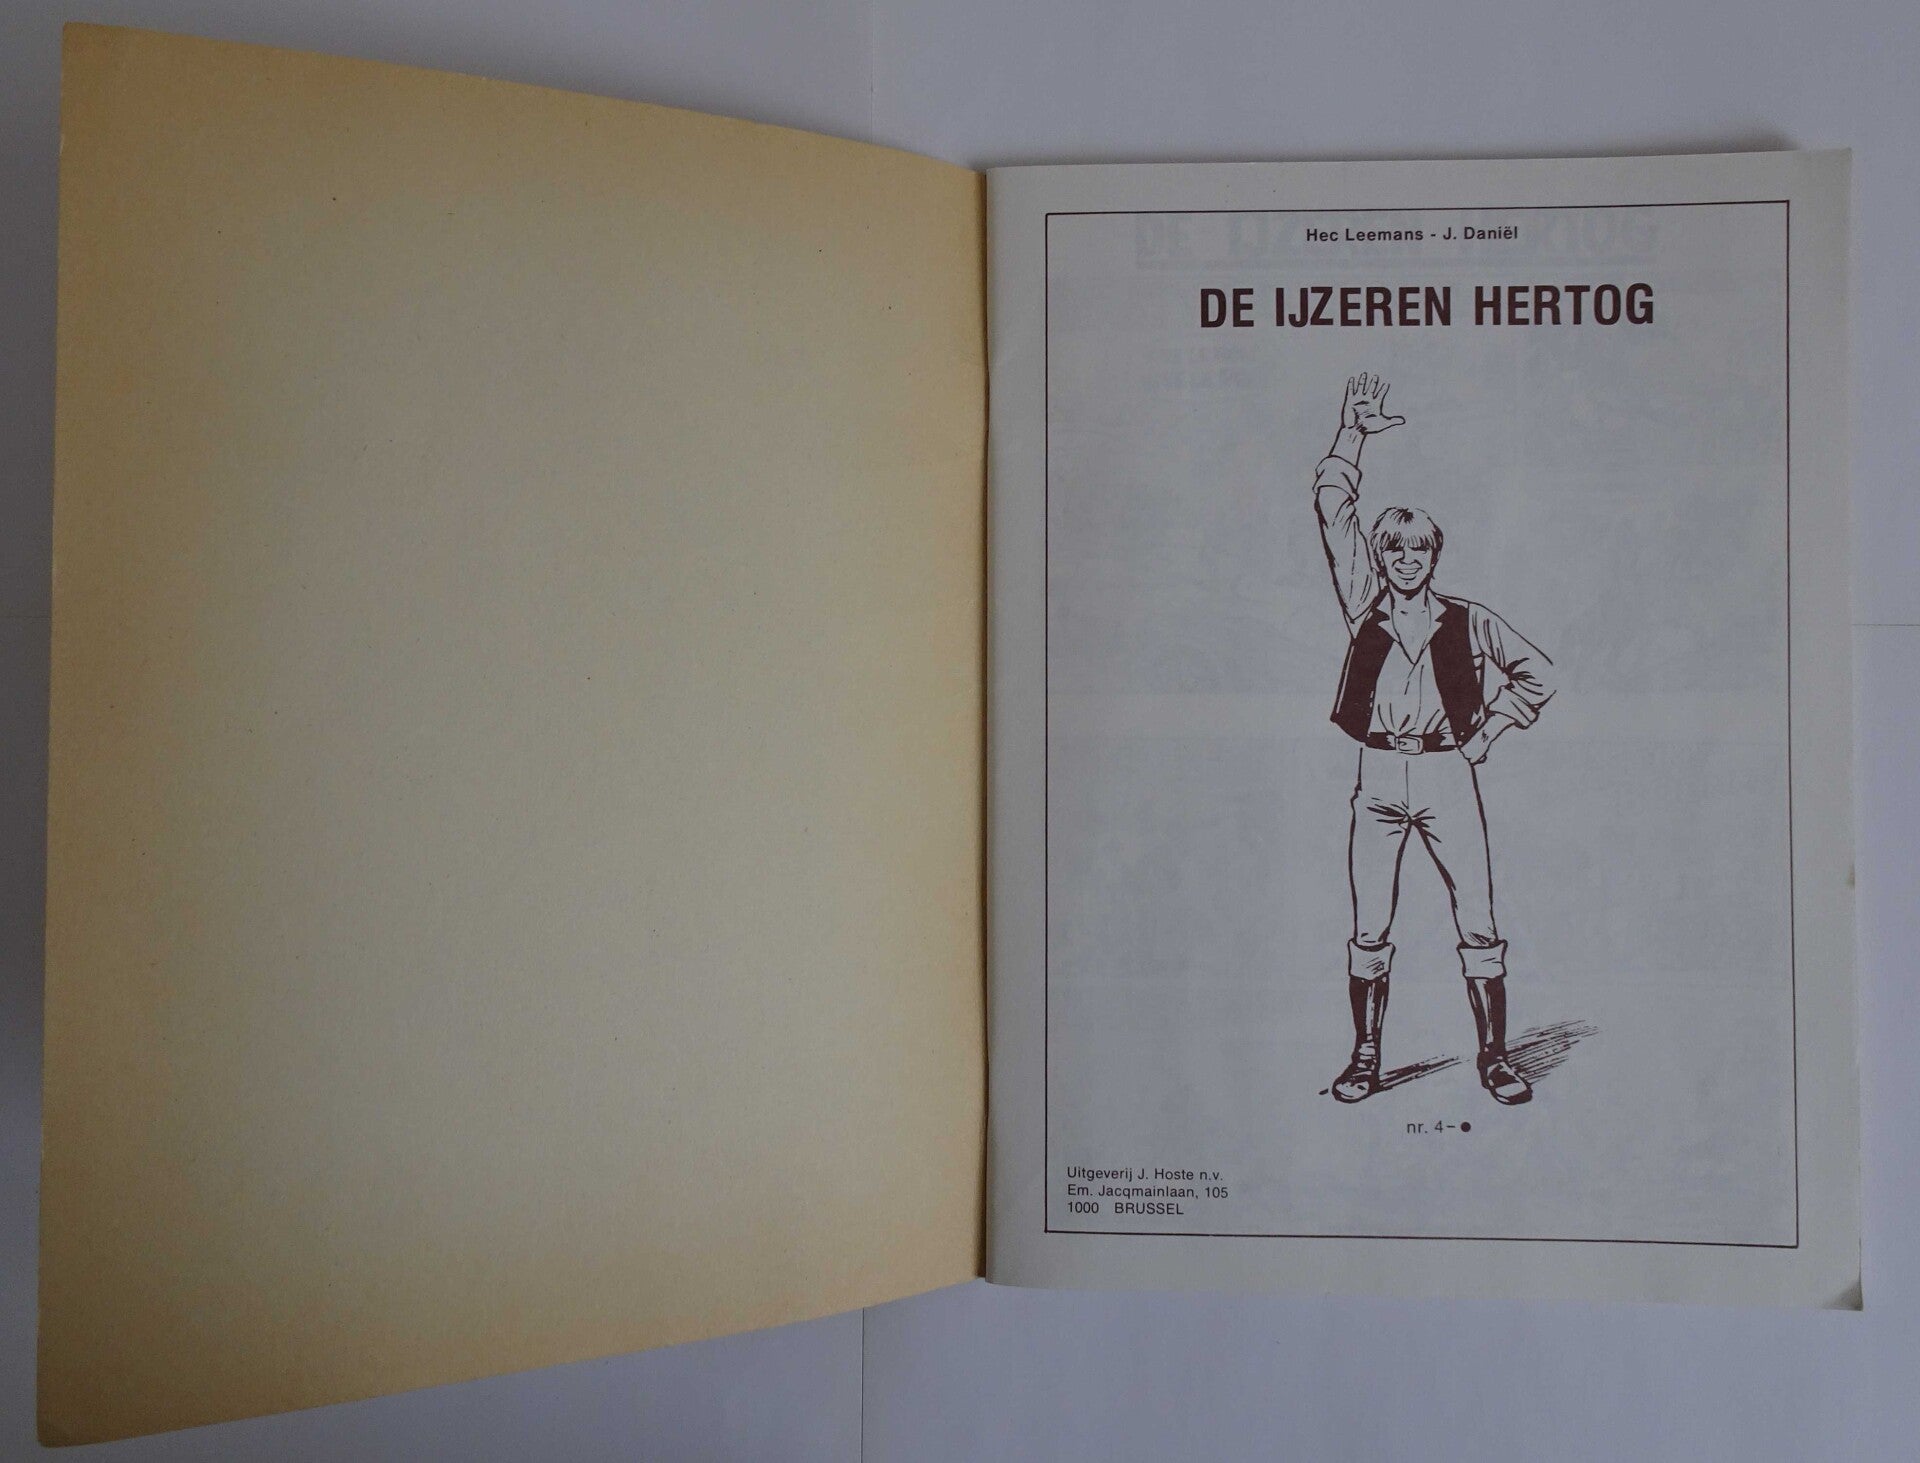 Hec Leemans - J. Daniël
DE IJZEREN HERTOG
nr. 4–●
Uitgeverij J. Hoste n.v.
Em. Jacqmainlaan, 105
1000 BRUSSEL